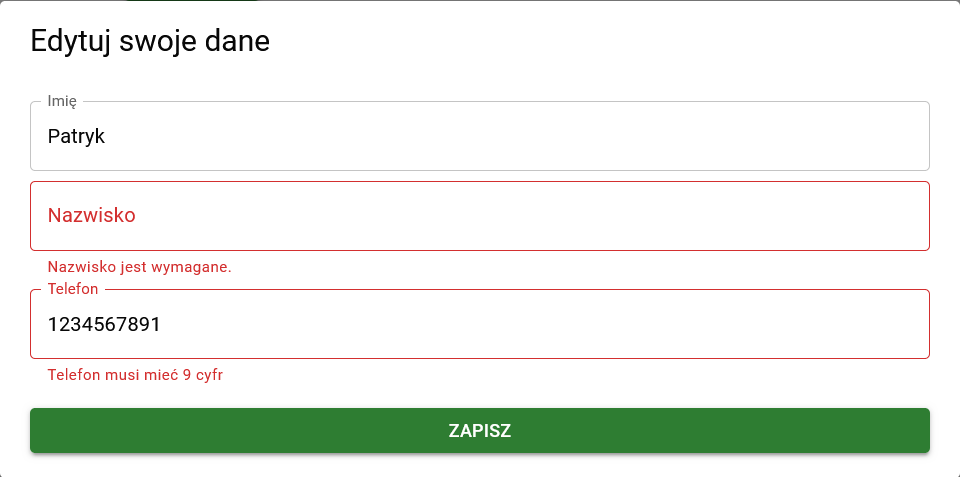 Edytuj swoje dane
Imię
Patryk
Nazwisko
Nazwisko jest wymagane.
Telefon
1234567891
Telefon musi mieć 9 cyfr
ZAPISZ